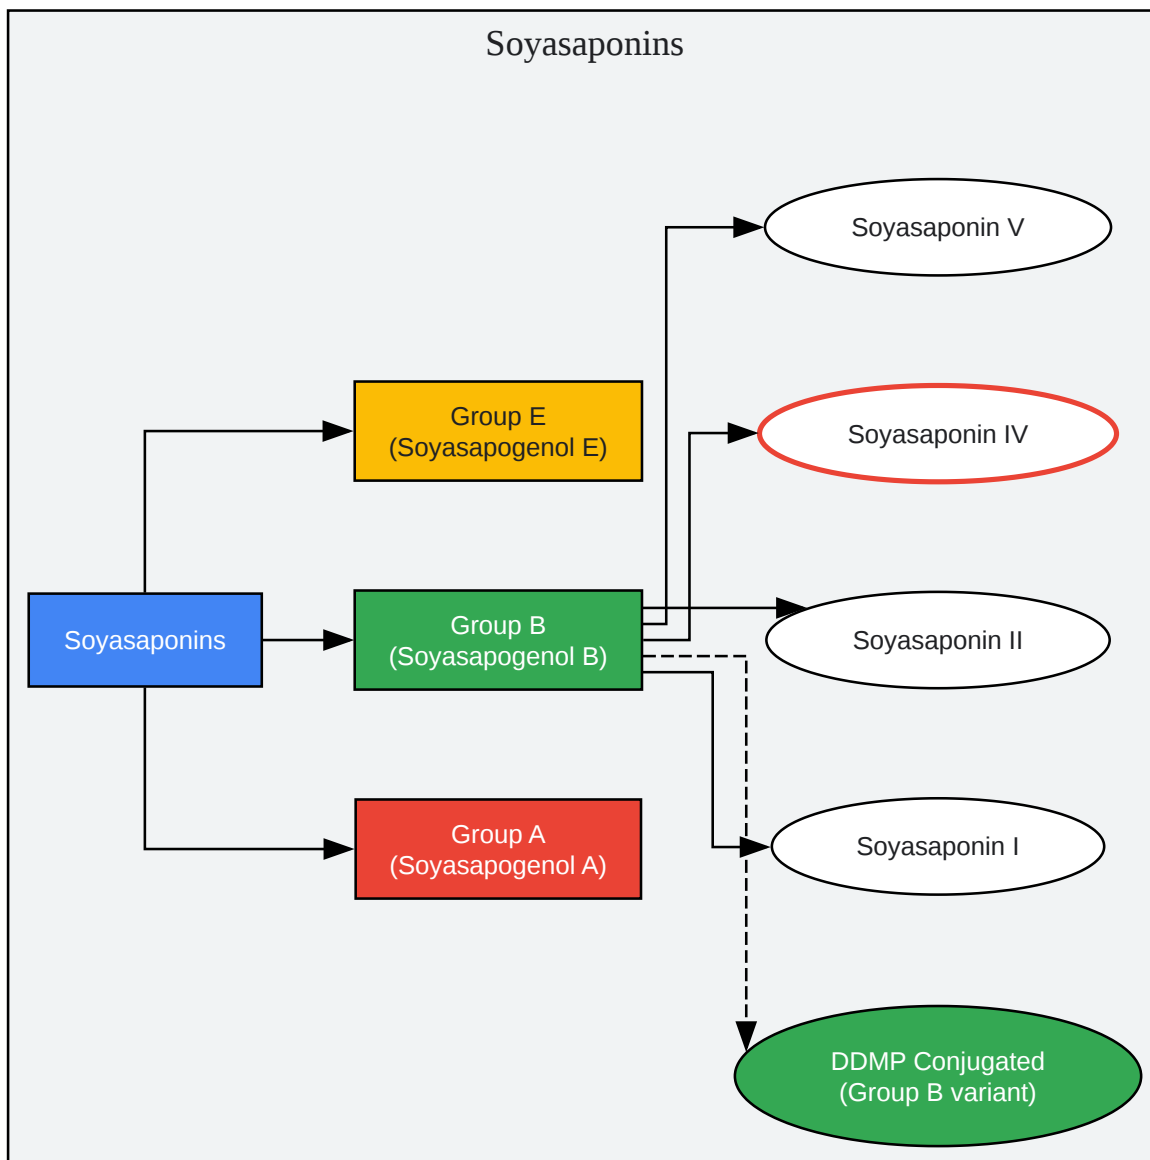 Soyasaponins
Soyasaponin V
Group E
(Soyasapogenol E)
Soyasaponin IV
Soyasaponins
Group B
(Soyasapogenol B)
Soyasaponin II
Group A
(Soyasapogenol A)
Soyasaponin I
DDMP Conjugated
(Group B variant)